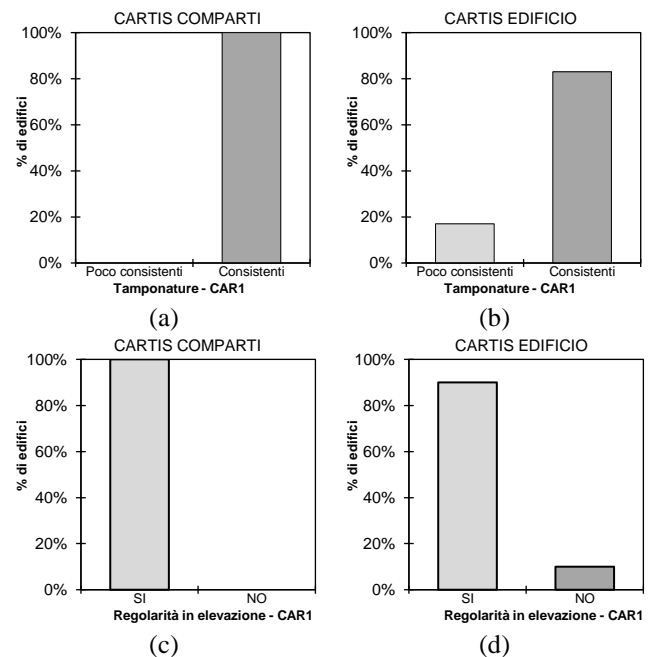 CARTIS COMPARTI
100%
80%
60%
40%
20%
0%
% di edifici
Poco consistenti Consistenti
Tamponature - CAR1
(a)
CARTIS EDIFICIO
100%
80%
60%
40%
20%
0%
% di edifici
Poco consistenti Consistenti
Tamponature - CAR1
(b)
CARTIS COMPARTI
100%
80%
60%
40%
20%
0%
% di edifici
SI NO
Regolarità in elevazione - CAR1
(c)
CARTIS EDIFICIO
100%
80%
60%
40%
20%
0%
% di edifici
SI NO
Regolarità in elevazione - CAR1
(d)